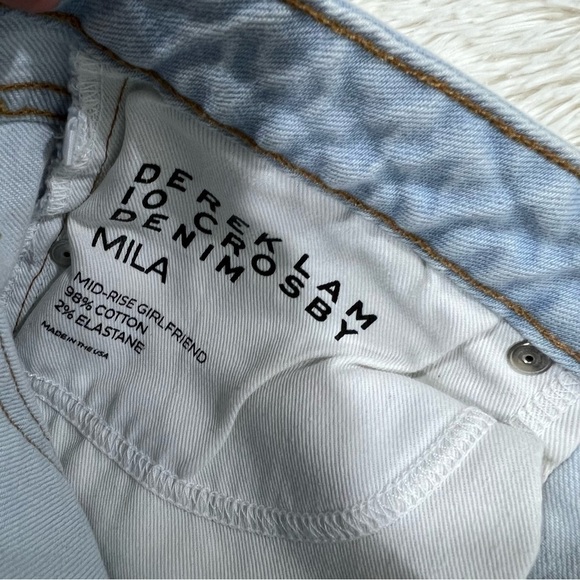 DEREK LAM
10 CROSBY
DENIM
MILA
MID-RISE GIRLFRIEND
98% COTTON
2% ELASTANE
MADE IN THE USA